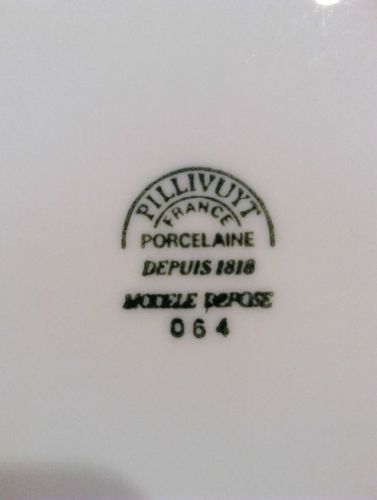 PILLIVUYT
FRANCE
PORCELAINE
DEPUIS 1818
MODELE DEPOSE
064